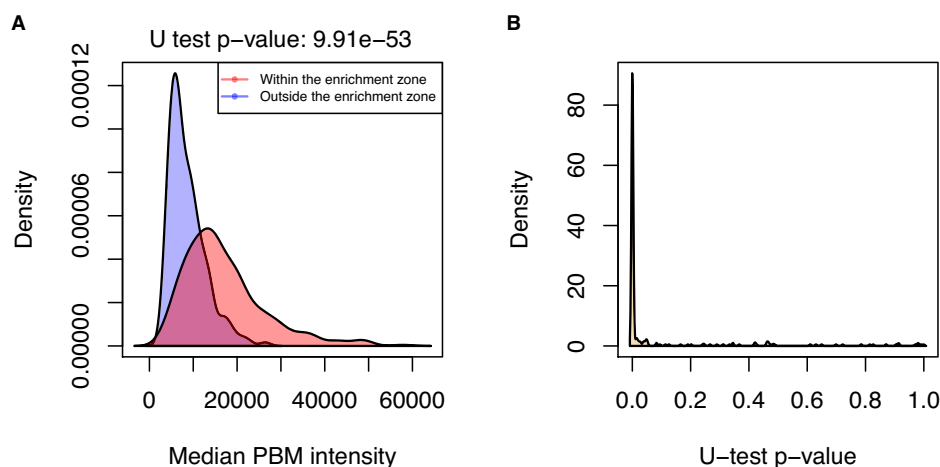 A
U test p−value: 9.91e−53
Within the enrichment zone
Outside the enrichment zone
0.00012
0.00006
0.00000
Density
0 20000 40000 60000
Median PBM intensity
B
80
60
40
20
0
Density
0.0 0.2 0.4 0.6 0.8 1.0
U−test p−value